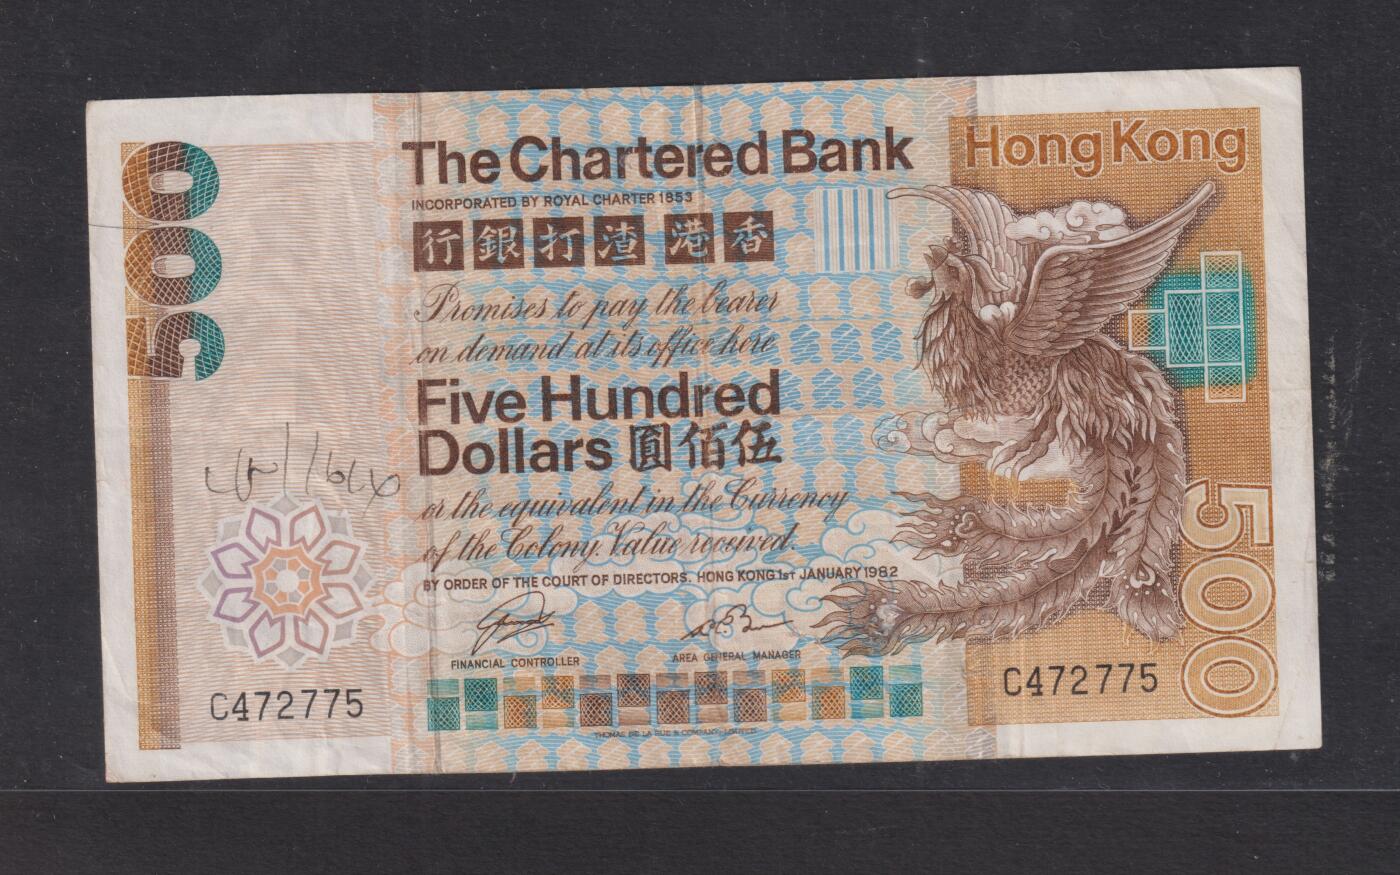 500
The Chartered Bank
INCORPORATED BY ROYAL CHARTER 1853
行銀打渣 港香
Promises to pay the bearer
on demand at its office here
Five Hundred
Dollars 圓佰伍
or the equivalent in the Currency
of the Colony. Value received.
BY ORDER OF THE COURT OF DIRECTORS. HONG KONG 1ST JANUARY 1982
FINANCIAL CONTROLLER
AREA GENERAL MANAGER
C472775
THOMAS DE LA RUE & COMPANY, LIMITED
Hong Kong
500
C472775